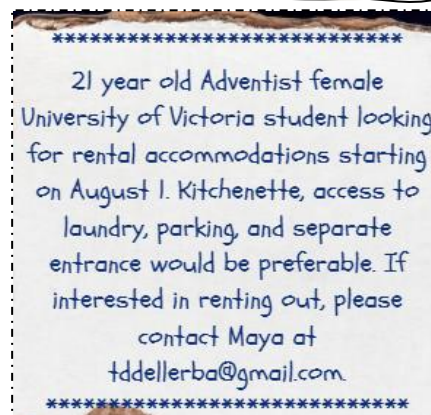 ****************************
21 year old Adventist female
University of Victoria student looking
for rental accommodations starting
on August 1. Kitchenette, access to
laundry, parking, and separate
entrance would be preferable. If
interested in renting out, please
contact Maya at
tddellerba@gmail.com.
*****************************